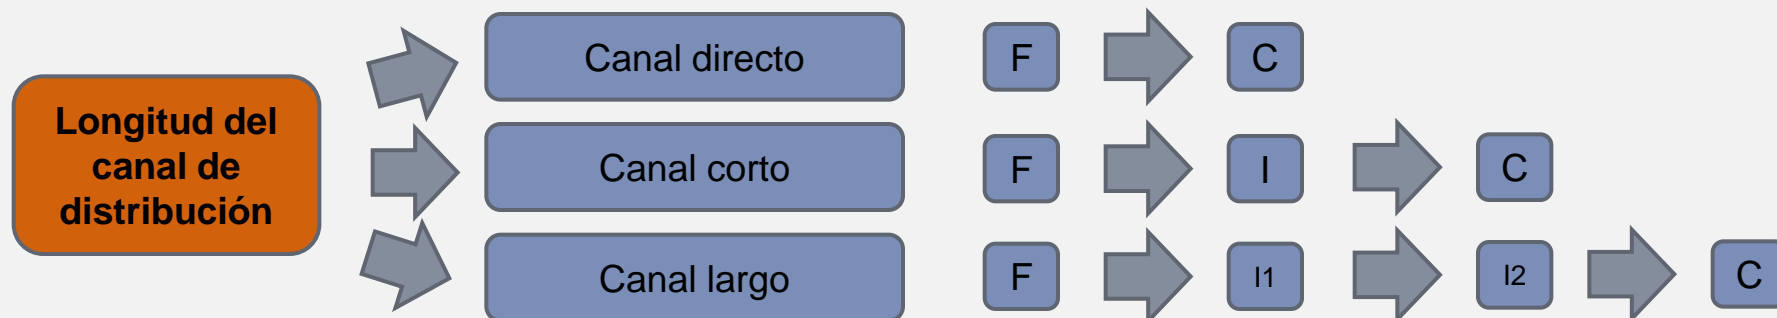 Longitud del
canal de
distribución
Canal directo
F
C
Canal corto
F
I
C
Canal largo
F
I1
I2
C